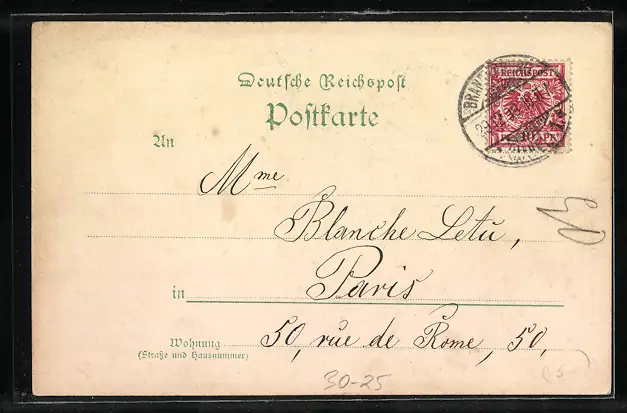 Deutsche Reichspost
Postkarte
REICHSPOST
An
Mme
Blanche Letu,
in Paris
Wohnung 50, rue de Rome, 50,
(Straße und Hausnummer)
30-25